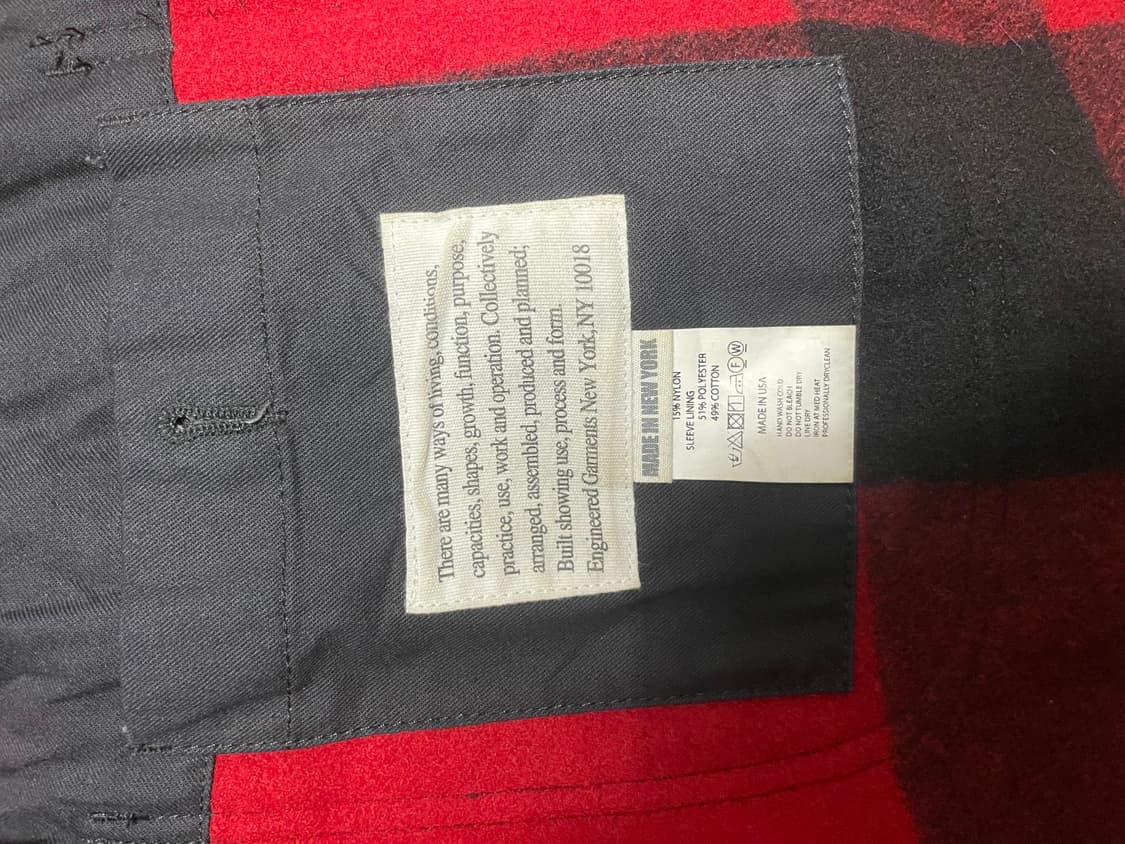 There are many ways of living, conditions,
capacities, shapes, growth, function, purpose,
practice, use, work and operation. Collectively
arranged, assembled, produced and planned;
Built showing use, process and form.
Engineered Garments New York, NY 10018
MADE IN NEW YORK
15% NYLON
SLEEVE LINING
51% POLYESTER
49% COTTON
F W
MADE IN USA
HAND WASH COLD
DO NOT BLEACH
DO NOT TUMBLE DRY
LINE DRY
IRON AT MED HEAT
PROFESSIONALLY DRYCLEAN